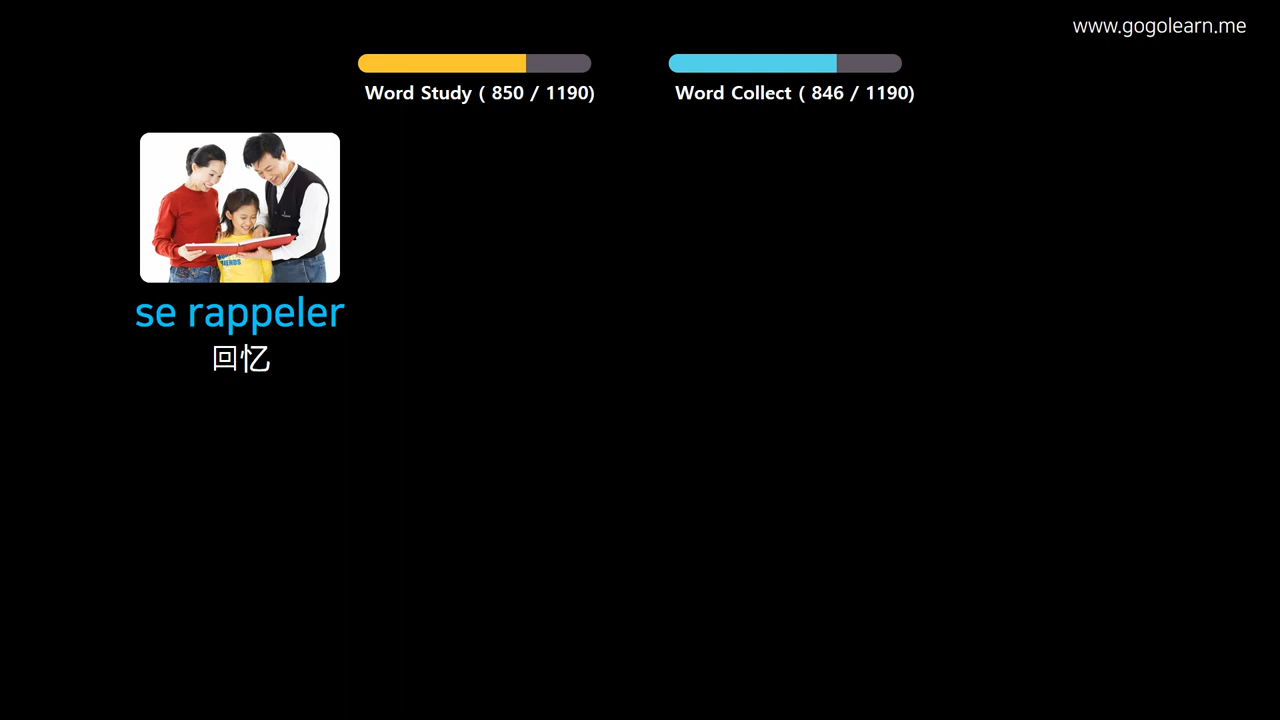 www.gogolearn.me
Word Study ( 850 / 1190)
Word Collect ( 846 / 1190)
se rappeler
回忆